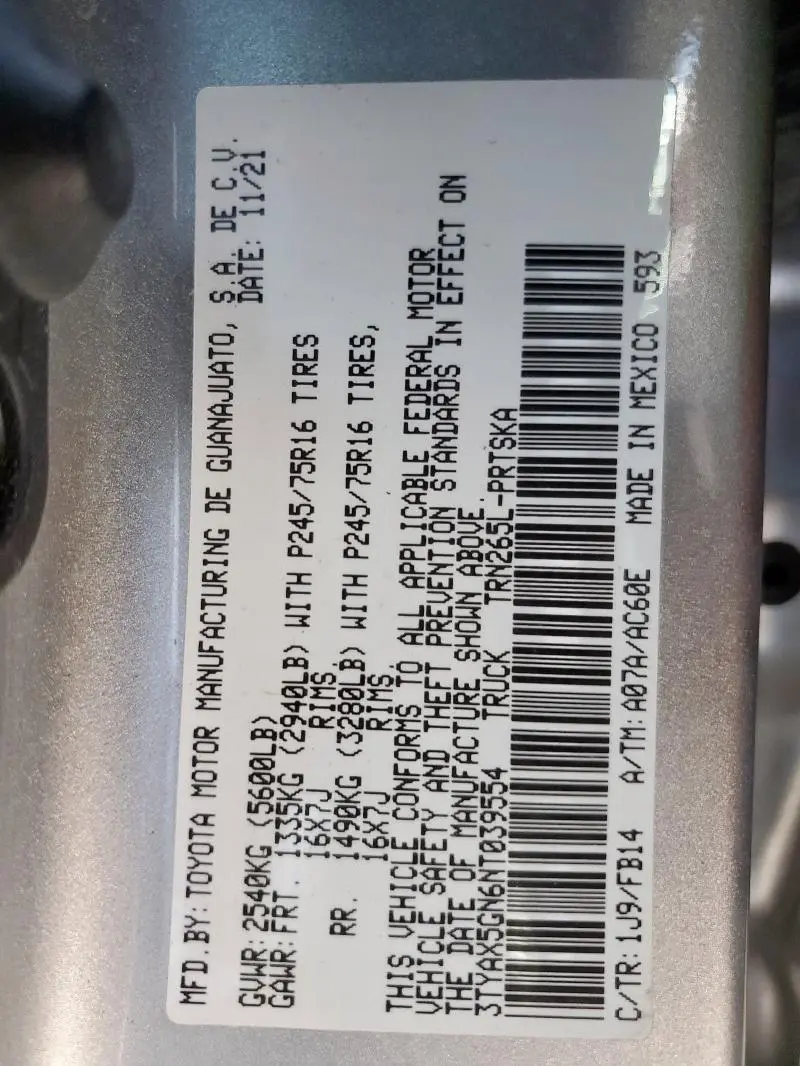 MFD.BY:TOYOTA MOTOR MANUFACTURING DE GUANAJUATO, S.A. DE C.V.
DATE: 11/21
GVWR:2540KG (5600LB)
GAWR:FRT. 1335KG (2940LB) WITH P245/75R16 TIRES
16X7J RIMS,
RR. 1490KG (3280LB) WITH P245/75R16 TIRES,
16X7J RIMS.
THIS VEHICLE CONFORMS TO ALL APPLICABLE FEDERAL MOTOR
VEHICLE SAFETY AND THEFT PREVENTION STANDARDS IN EFFECT ON
THE DATE OF MANUFACTURE SHOWN ABOVE.
3TYAX5GN6NT039554 TRUCK TRN265L-PRTSKA
C/TR:1J9/FB14 A/TM:A07A/AC60E MADE IN MEXICO 593